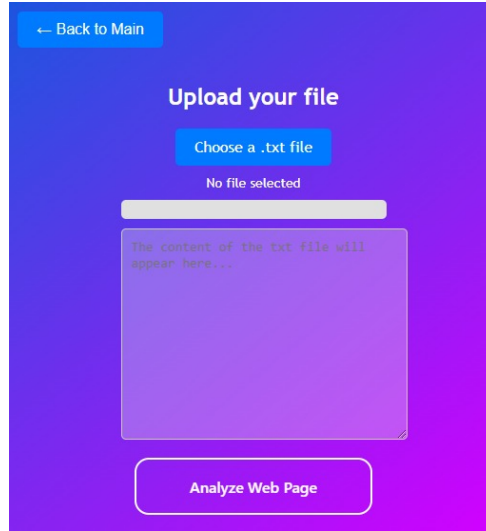 ← Back to Main
Upload your file
Choose a .txt file
No file selected
The content of the txt file will
appear here...
Analyze Web Page